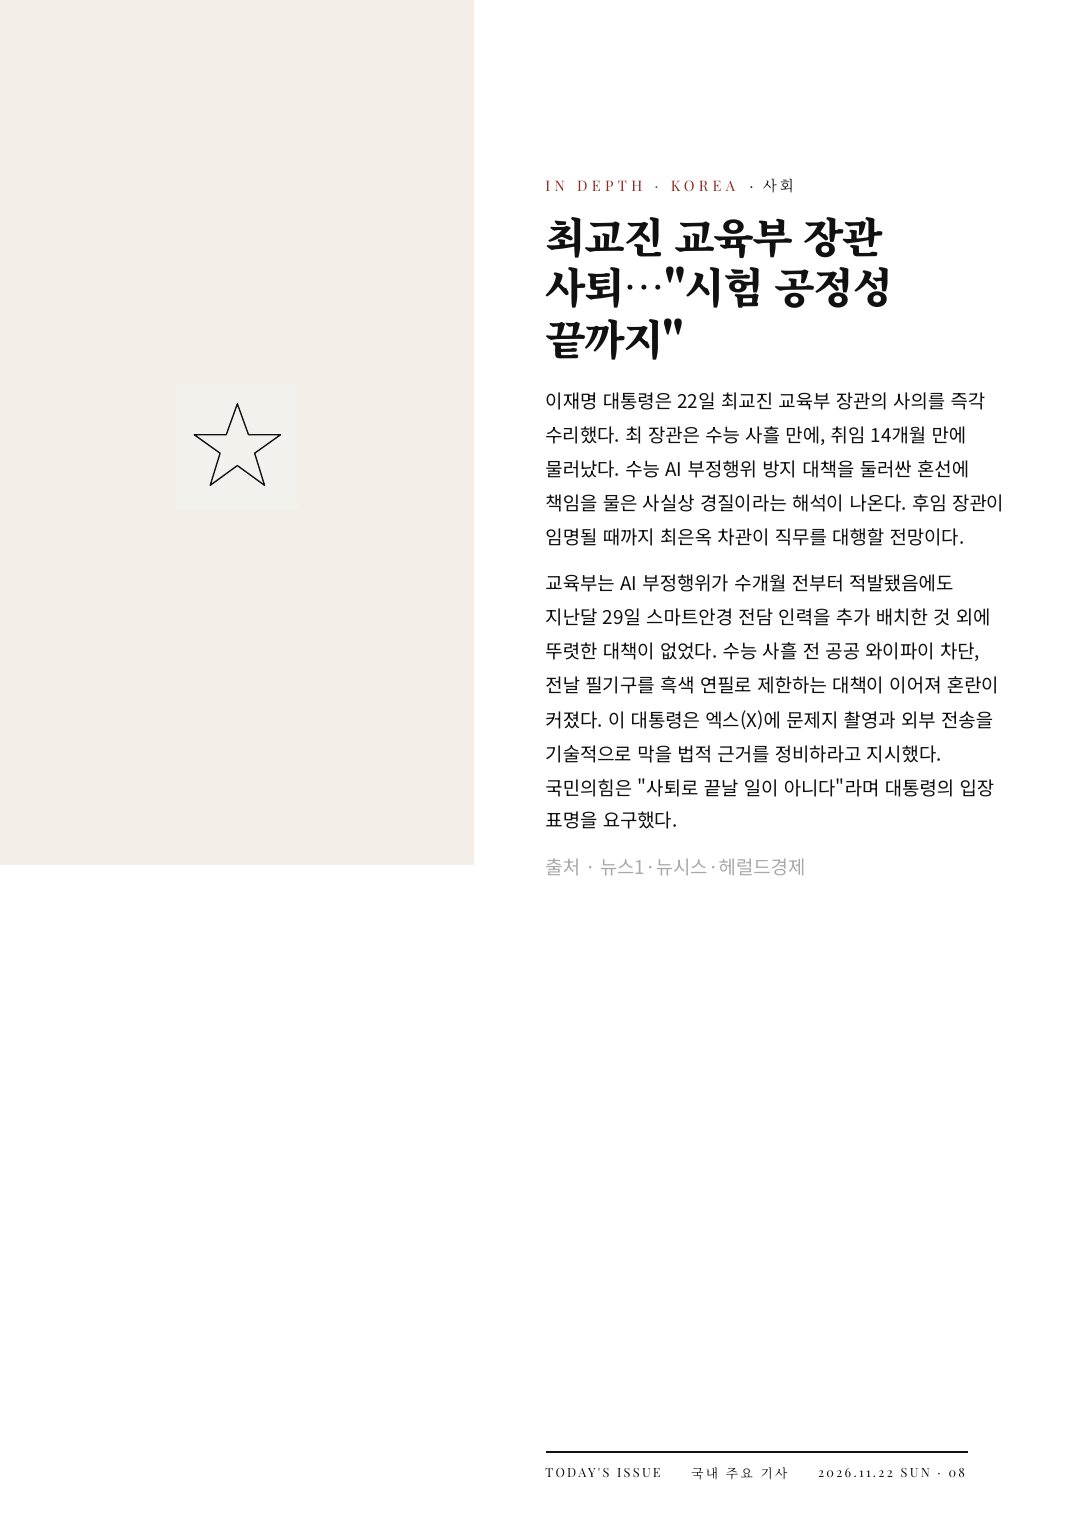 IN DEPTH · KOREA · 사회
최교진 교육부 장관
사퇴…"시험 공정성
끝까지"
이재명 대통령은 22일 최교진 교육부 장관의 사의를 즉각
수리했다. 최 장관은 수능 사흘 만에, 취임 14개월 만에
물러났다. 수능 AI 부정행위 방지 대책을 둘러싼 혼선에
책임을 물은 사실상 경질이라는 해석이 나온다. 후임 장관이
임명될 때까지 최은옥 차관이 직무를 대행할 전망이다.
교육부는 AI 부정행위가 수개월 전부터 적발됐음에도
지난달 29일 스마트안경 전담 인력을 추가 배치한 것 외에
뚜렷한 대책이 없었다. 수능 사흘 전 공공 와이파이 차단,
전날 필기구를 흑색 연필로 제한하는 대책이 이어져 혼란이
커졌다. 이 대통령은 엑스(X)에 문제지 촬영과 외부 전송을
기술적으로 막을 법적 근거를 정비하라고 지시했다.
국민의힘은 "사퇴로 끝날 일이 아니다"라며 대통령의 입장
표명을 요구했다.
출처 · 뉴스1·뉴시스·헤럴드경제
TODAY'S ISSUE 국내 주요 기사 2026.11.22 SUN · 08